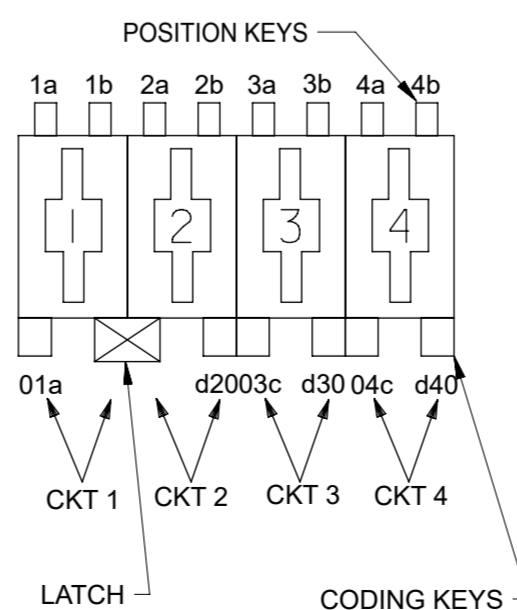 POSITION KEYS
1a 1b 2a 2b 3a 3b 4a 4b
1 2 3 4
01a d2003c d30 04c d40
CKT 1 CKT 2 CKT 3 CKT 4
LATCH CODING KEYS